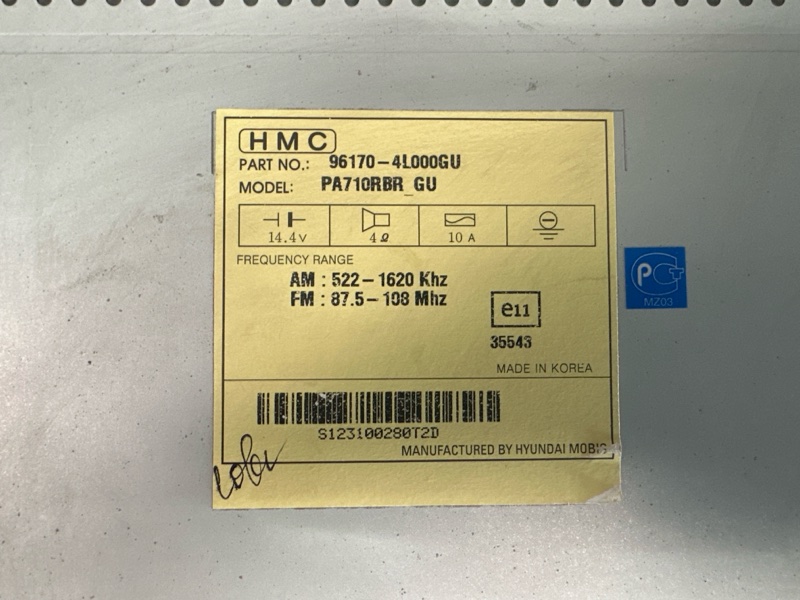 HMC
PART NO.: 96170-4L000GU
MODEL: PA710RBR_GU
14.4V 4Ω 10 A
FREQUENCY RANGE
AM : 522-1620 Khz
FM : 87.5-108 Mhz
e11
35543
MADE IN KOREA
S123100280T2D
MANUFACTURED BY HYUNDAI MOBIS
PCT
MZ03